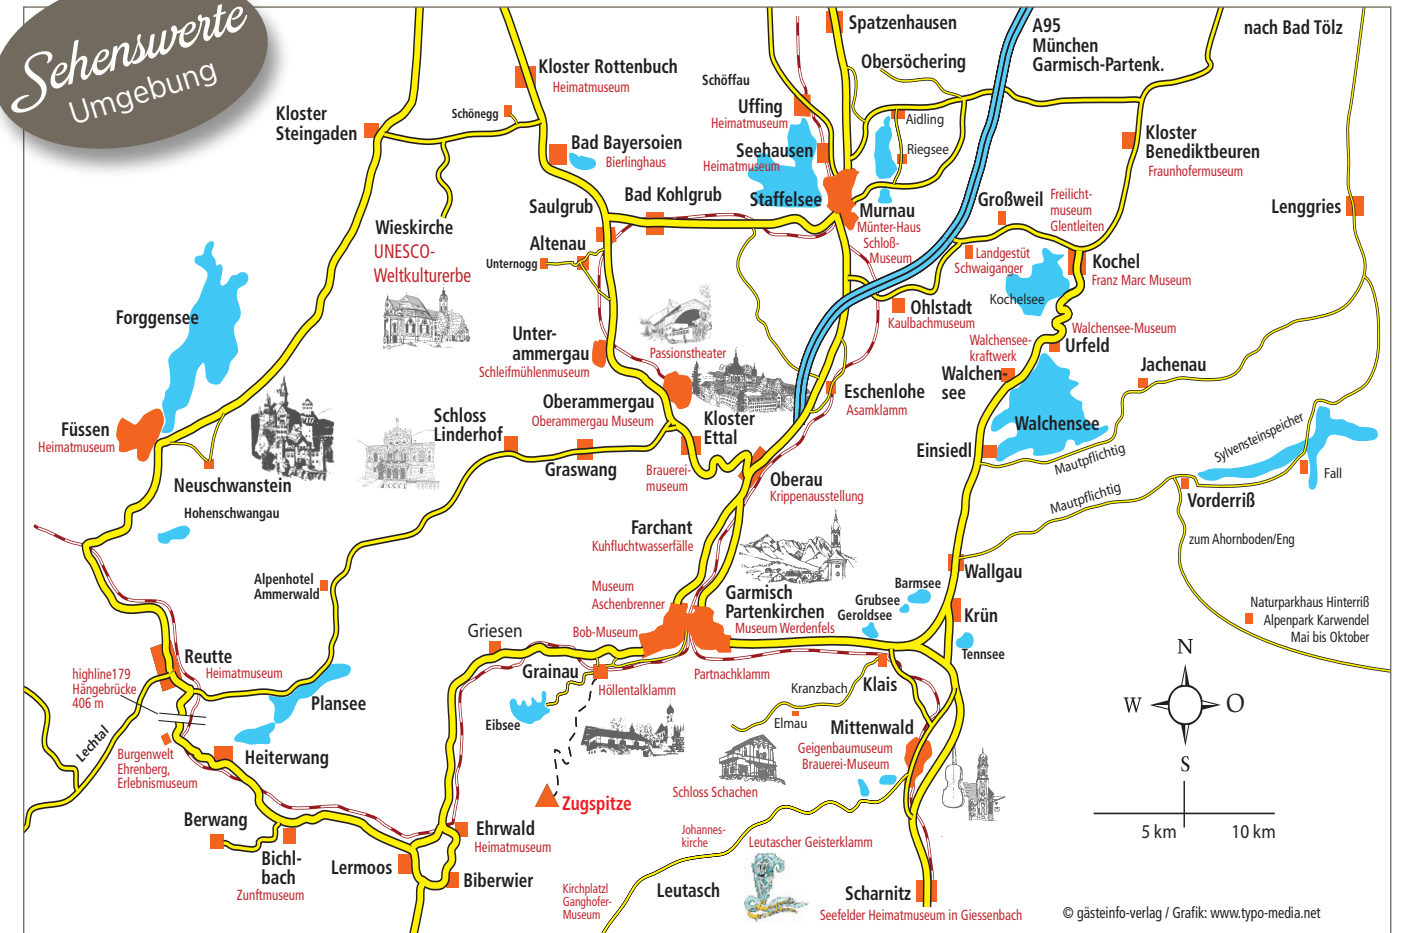 Sehenswerte
Umgebung
Spatzenhausen
A95
München
Garmisch-Partenk.
nach Bad Tölz
Obersöchering
Kloster Rottenbuch
Heimatmuseum
Schöffau
Uffing
Heimatmuseum
Kloster
Steingaden
Schönegg
Aidling
Riegsee
Kloster
Benediktbeuren
Fraunhofermuseum
Bad Bayersoien
Bierlinghaus
Seehausen
Heimatmuseum
Staffelsee
Bad Kohlgrub
Saulgrub
Murnau
Münter-Haus
Schloß-
Museum
Großweil
Freilicht-
museum
Glentleiten
Lenggries
Wieskirche
UNESCO-
Weltkulturerbe
Altenau
Unternogg
Landgestüt
Schwaiganger
Kochel
Franz Marc Museum
Kochelsee
Forggensee
Ohlstadt
Kaulbachmuseum
Unter-
ammergau
Schleifmühlenmuseum
Passionstheater
Walchensee-Museum
Walchensee-
kraftwerk
Urfeld
Walchen-
see
Jachenau
Eschenlohe
Asamklamm
Oberammergau
Oberammergau Museum
Schloss
Linderhof
Kloster
Ettal
Walchensee
Füssen
Heimatmuseum
Einsiedl
Mautpflichtig
Sylvensteinspeicher
Fall
Graswang
Brauerei-
museum
Oberau
Krippenausstellung
Neuschwanstein
Hohenschwangau
Mautpflichtig
Vorderriß
zum Ahornboden/Eng
Farchant
Kuhfluchtwasserfälle
Alpenhotel
Ammerwald
Museum
Aschenbrenner
Garmisch
Partenkirchen
Museum Werdenfels
Bob-Museum
Wallgau
Barmsee
Grubsee
Geroldsee
Krün
Tennsee
Naturparkhaus Hinterriß
Alpenpark Karwendel
Mai bis Oktober
Griesen
Grainau
Höllentalklamm
Partnachklamm
Reutte
Heimatmuseum
highline179
Hängebrücke
406 m
Plansee
Kranzbach
Klais
Elmau
Eibsee
Mittenwald
Geigenbaumuseum
Brauerei-Museum
N
W
O
S
Lechtal
Burgenwelt
Ehrenberg,
Erlebnismuseum
Heiterwang
Schloss Schachen
Zugspitze
Berwang
Bichl-
bach
Zunftmuseum
Ehrwald
Heimatmuseum
Lermoos
Biberwier
Johannes-
kirche
Leutascher Geisterklamm
Kirchplatzl
Ganghofer-
Museum
Leutasch
Scharnitz
Seefelder Heimatmuseum in Giessenbach
5 km
10 km
© gästeinfo-verlag / Grafik: www.typo-media.net